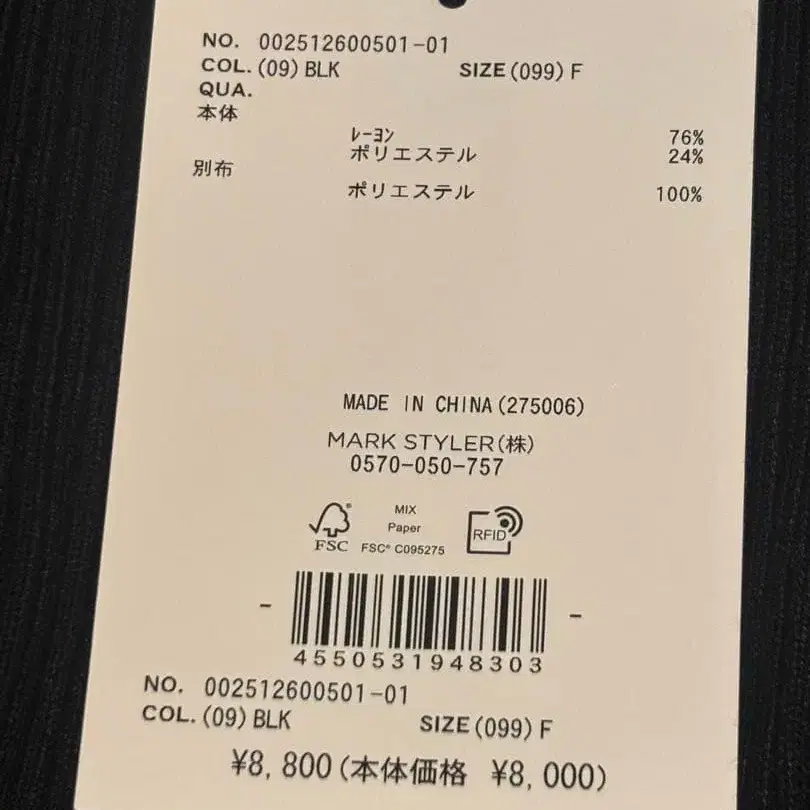 NO. 002512600501-01
COL. (09) BLK SIZE (099) F
QUA.
本体
ﾚｰﾖﾝ 76%
ポリエステル 24%
別布
ポリエステル 100%
MADE IN CHINA (275006)
MARK STYLER(株)
0570-050-757
MIX
Paper
FSC FSC® C095275
RFID
4550531948303
NO. 002512600501-01
COL. (09) BLK SIZE (099) F
¥8,800(本体価格 ¥8,000)